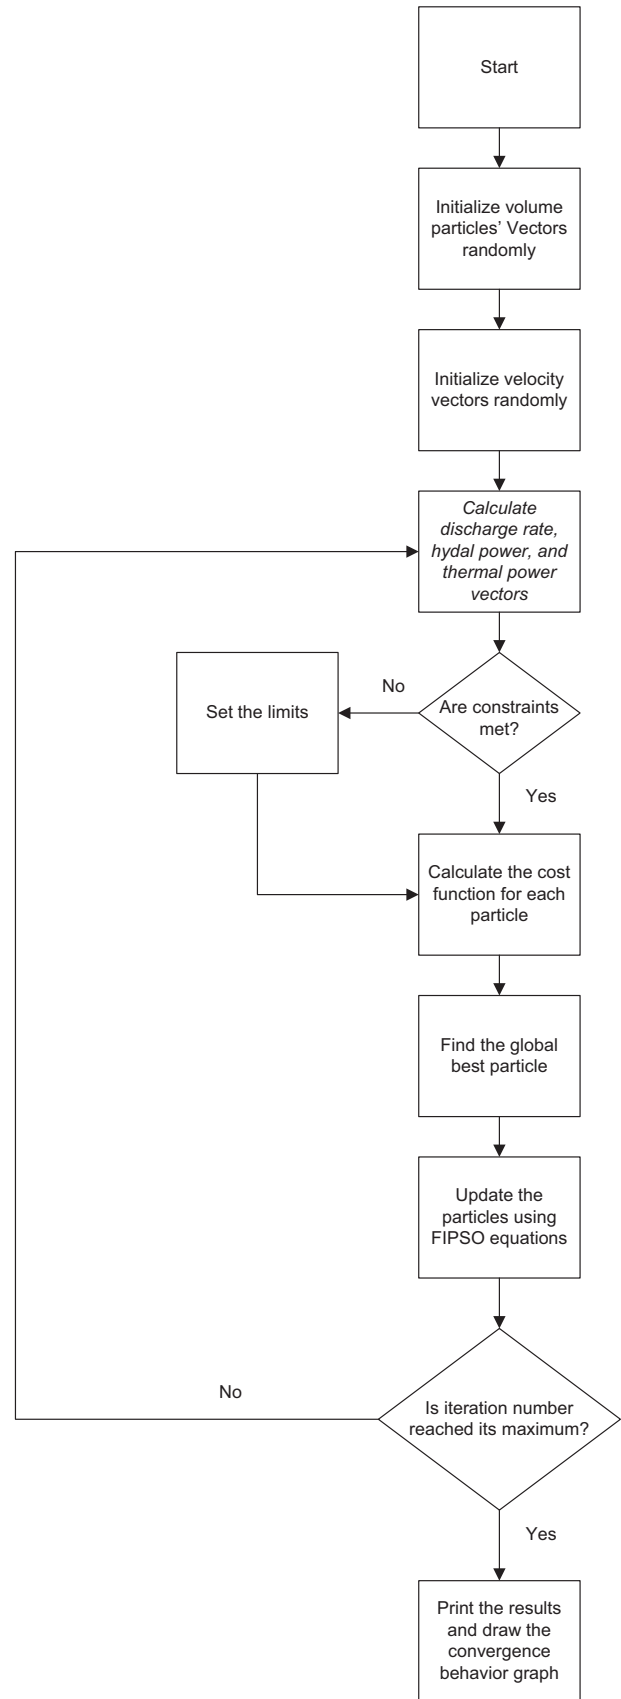 Start
Initialize volume
particles' Vectors
randomly
Initialize velocity
vectors randomly
Calculate
discharge rate,
hydal power, and
thermal power
vectors
No
Set the limits
Are constraints
met?
Yes
Calculate the cost
function for each
particle
Find the global
best particle
Update the
particles using
FIPSO equations
No
Is iteration number
reached its maximum?
Yes
Print the results
and draw the
convergence
behavior graph